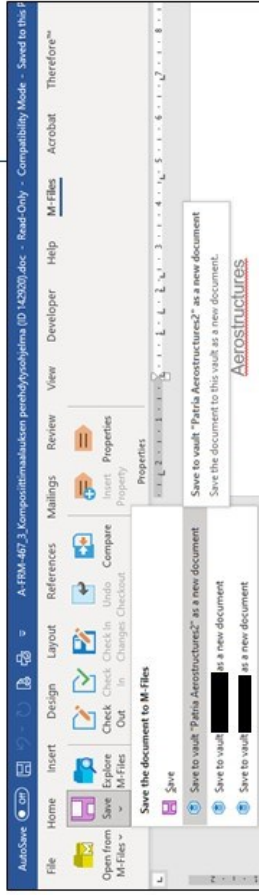 AutoSave Off A-FRM-467_3_Komposiittimaalauksen perehdytysohjelma (ID 142920).doc - Read-Only - Compatibility Mode - Saved to this P
File Home Insert Design Layout References Mailings Review View Developer Help M-Files Acrobat Therefore™
Open from M-Files
Save
Explore M-Files
Check Out
Check In
Check In Changes
Undo Checkout
Compare
Insert Property
Properties
Properties
Save the document to M-Files
Save
Save to vault "Patria Aerostructures2" as a new document
Save to vault as a new document
Save to vault as a new document
Save to vault "Patria Aerostructures2" as a new document
Save the document to this vault as a new document.
Aerostructures